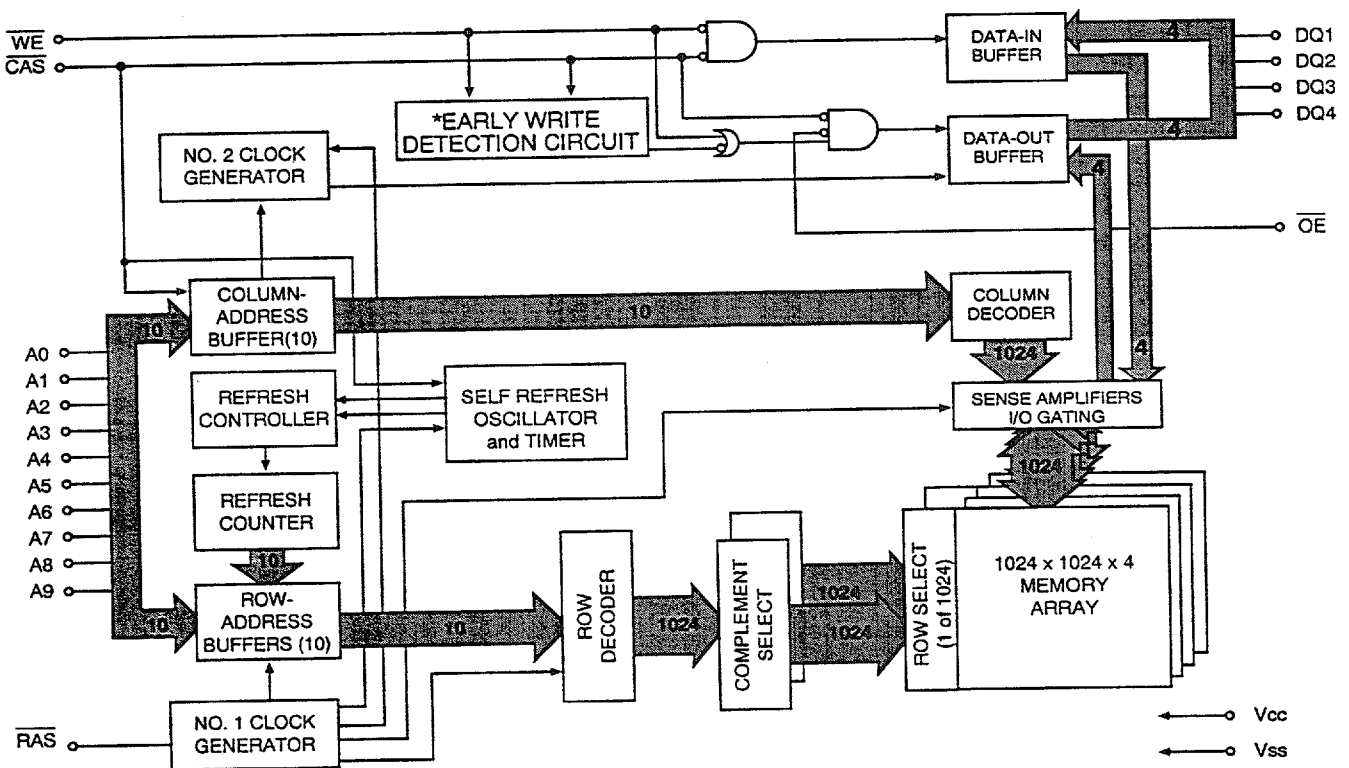 WE
CAS
DATA-IN
BUFFER
4
DQ1
DQ2
DQ3
DQ4
*EARLY WRITE
DETECTION CIRCUIT
NO. 2 CLOCK
GENERATOR
DATA-OUT
BUFFER
4
4
OE
COLUMN-
ADDRESS
BUFFER(10)
10
10
COLUMN
DECODER
1024
4
A0
A1
A2
A3
A4
A5
A6
A7
A8
A9
REFRESH
CONTROLLER
SELF REFRESH
OSCILLATOR
and TIMER
SENSE AMPLIFIERS
I/O GATING
1024
REFRESH
COUNTER
10
ROW-
ADDRESS
BUFFERS (10)
10
10
ROW
DECODER
1024
COMPLEMENT
SELECT
1024
1024
ROW SELECT
(1 of 1024)
1024 x 1024 x 4
MEMORY
ARRAY
RAS
NO. 1 CLOCK
GENERATOR
Vcc
Vss